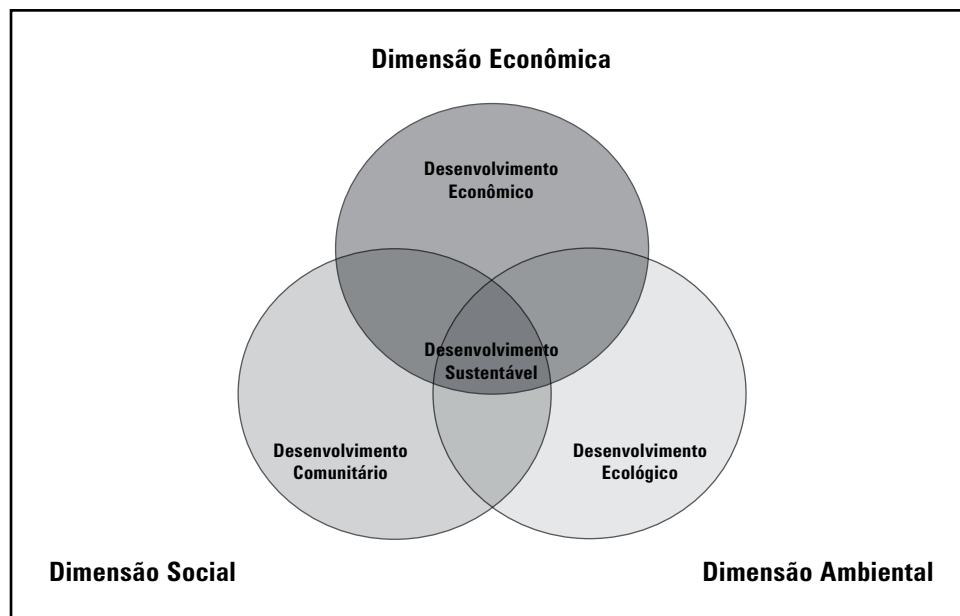 Dimensão Econômica
Desenvolvimento
Econômico
Desenvolvimento
Sustentável
Desenvolvimento
Comunitário
Desenvolvimento
Ecológico
Dimensão Social
Dimensão Ambiental